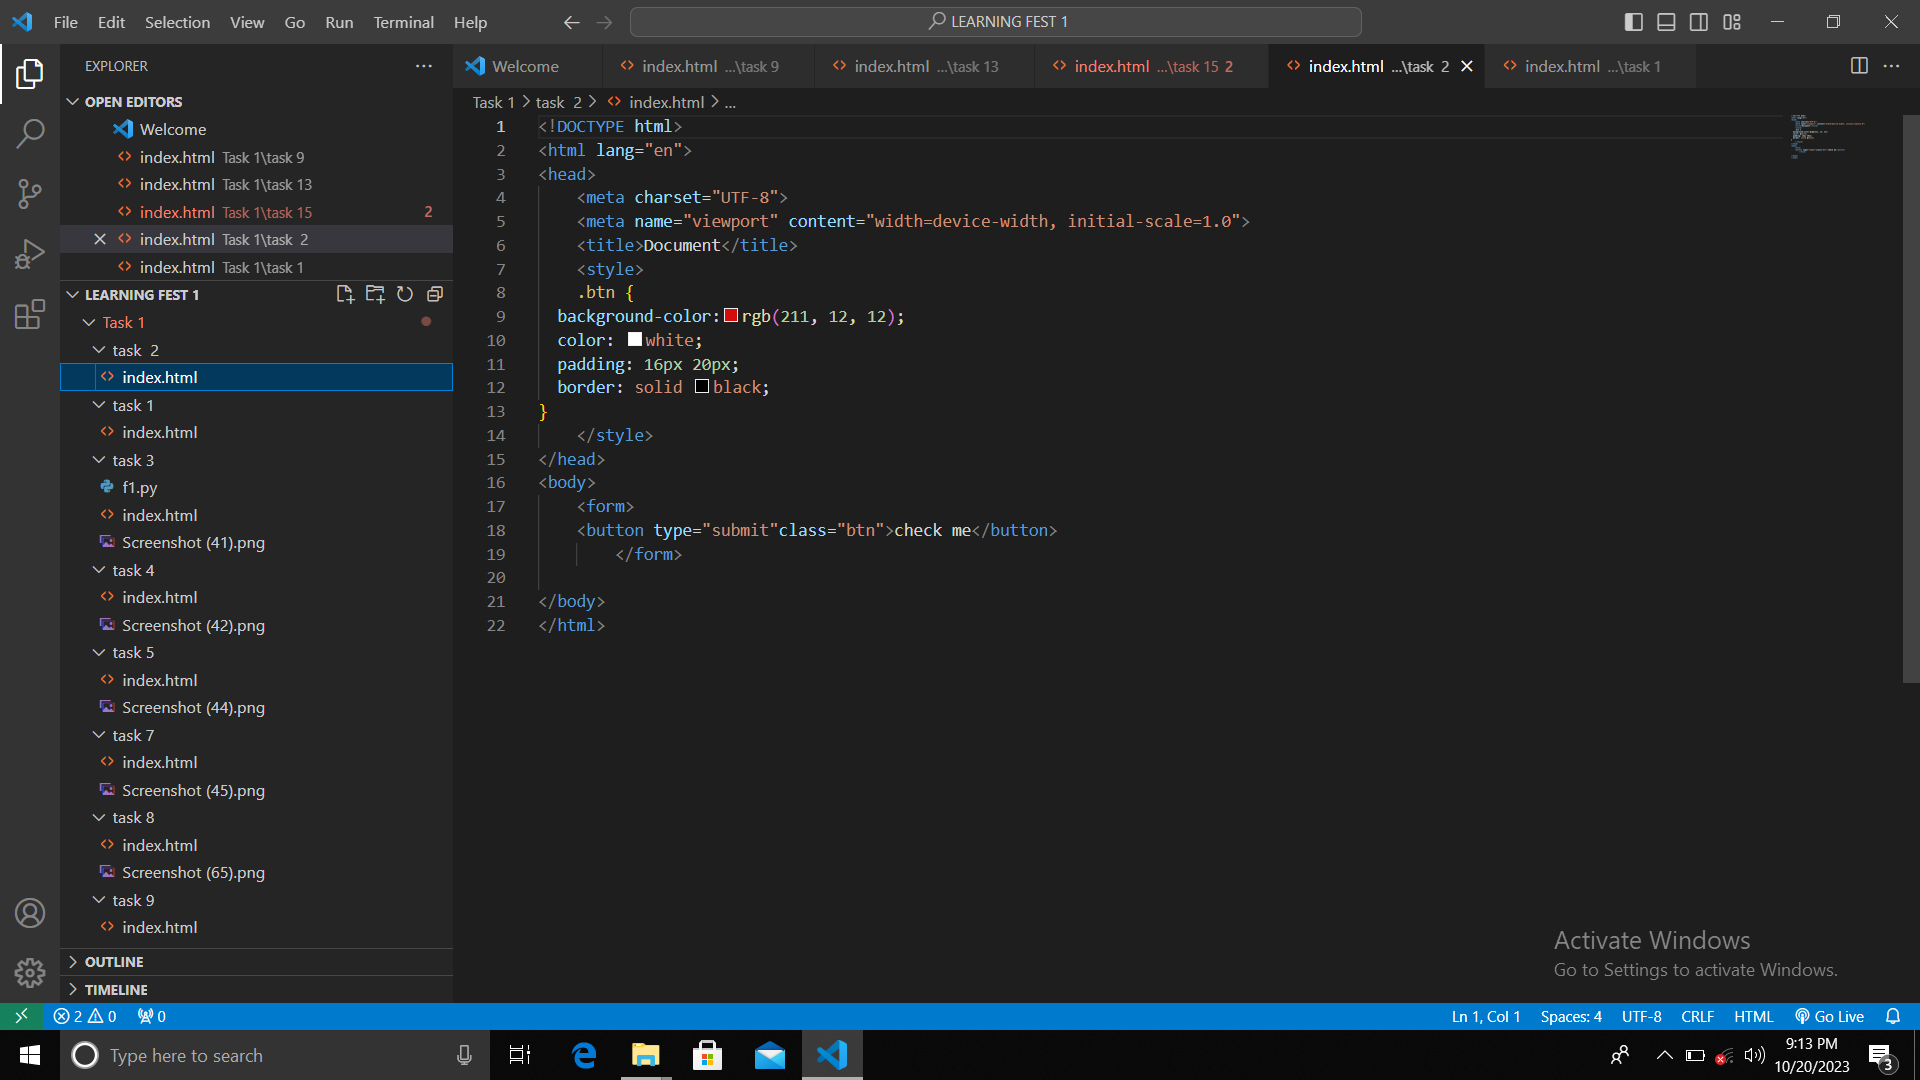 File Edit Selection View Go Run Terminal Help
LEARNING FEST 1
EXPLORER
OPEN EDITORS
Welcome
index.html Task 1\task 9
index.html Task 1\task 13
index.html Task 1\task 15 2
index.html Task 1\task  2
index.html Task 1\task 1
LEARNING FEST 1
Task 1
task  2
index.html
task 1
index.html
task 3
f1.py
index.html
Screenshot (41).png
task 4
index.html
Screenshot (42).png
task 5
index.html
Screenshot (44).png
task 7
index.html
Screenshot (45).png
task 8
index.html
Screenshot (65).png
task 9
index.html
OUTLINE
TIMELINE
Welcome index.html ...\task 9 index.html ...\task 13 index.html ...\task 15 2 index.html ...\task  2 index.html ...\task 1
Task 1 > task  2 > index.html > ...
1 <!DOCTYPE html>
2 <html lang="en">
3 <head>
4 <meta charset="UTF-8">
5 <meta name="viewport" content="width=device-width, initial-scale=1.0">
6 <title>Document</title>
7 <style>
8 .btn {
9 background-color: rgb(211, 12, 12);
10 color: white;
11 padding: 16px 20px;
12 border: solid black;
13 }
14 </style>
15 </head>
16 <body>
17 <form>
18 <button type="submit"class="btn">check me</button>
19 </form>
20
21 </body>
22 </html>
Activate Windows
Go to Settings to activate Windows.
2 0 0 Ln 1, Col 1 Spaces: 4 UTF-8 CRLF HTML Go Live
Type here to search
9:13 PM
10/20/2023
3